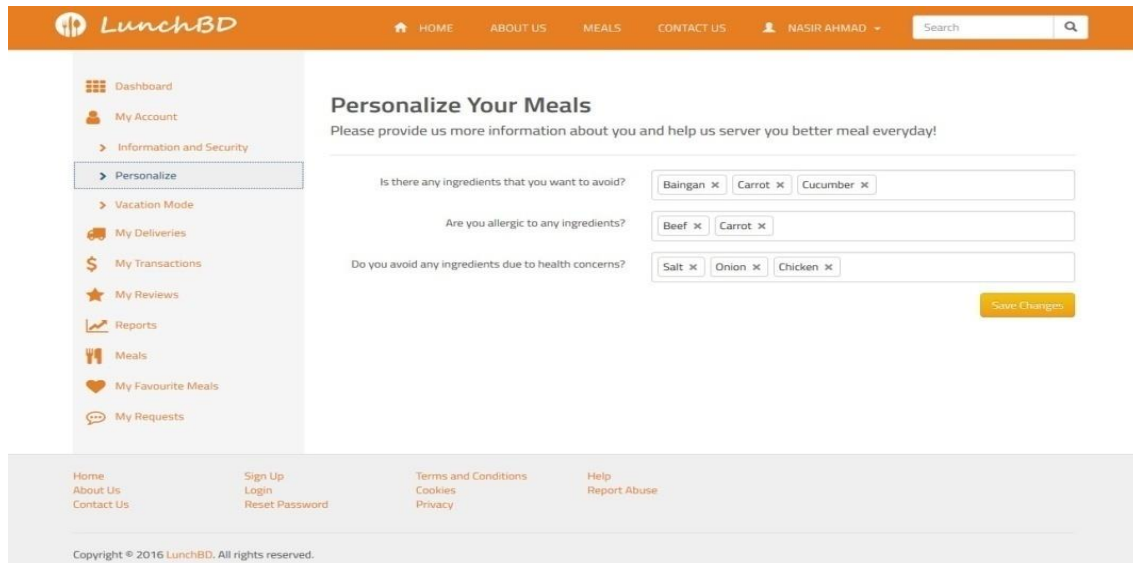 LunchBD
HOME ABOUT US MEALS CONTACT US NASIR AHMAD Search
Dashboard
My Account
Information and Security
Personalize
Vacation Mode
My Deliveries
My Transactions
My Reviews
Reports
Meals
My Favourite Meals
My Requests
Personalize Your Meals
Please provide us more information about you and help us server you better meal everyday!
Is there any ingredients that you want to avoid? Baingan × Carrot × Cucumber ×
Are you allergic to any ingredients? Beef × Carrot ×
Do you avoid any ingredients due to health concerns? Salt × Onion × Chicken ×
Save Changes
Home Sign Up Terms and Conditions Help
About Us Login Cookies Report Abuse
Contact Us Reset Password Privacy
Copyright © 2016 LunchBD. All rights reserved.